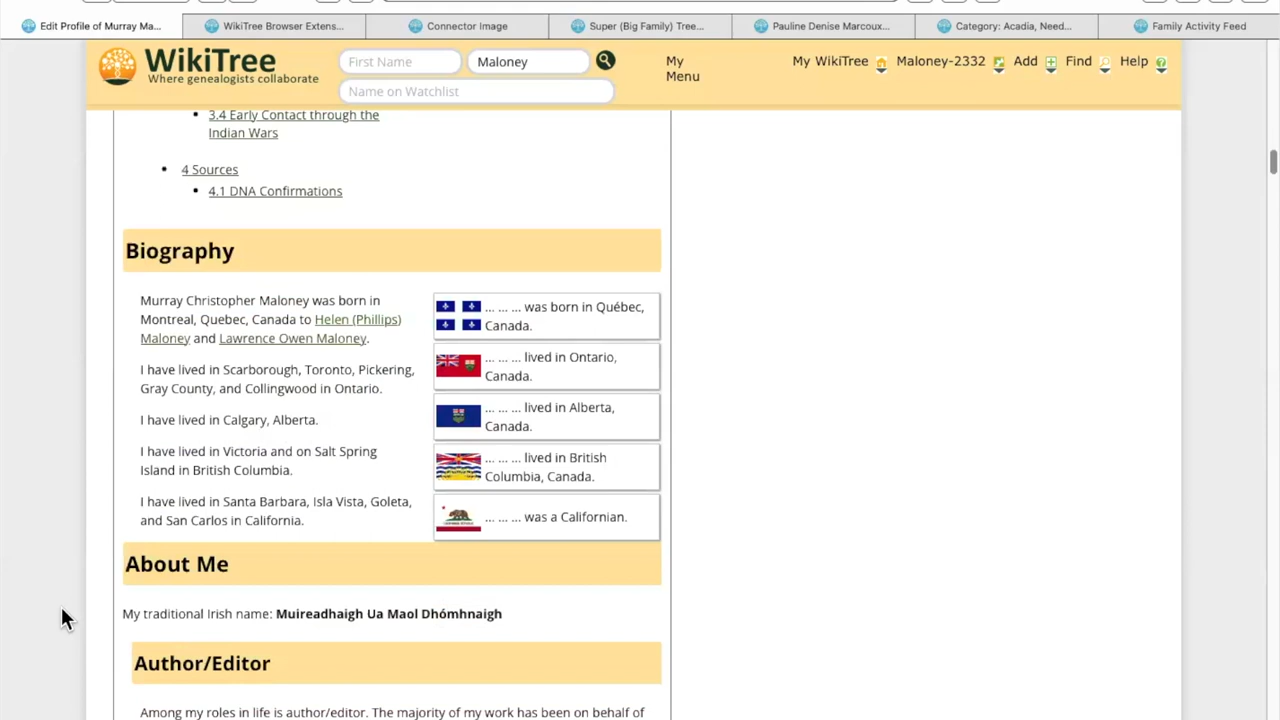 Edit Profile of Murray Ma...
WikiTree Browser Extens...
Connector Image
Super (Big Family) Tree...
Pauline Denise Marcoux...
Category: Acadia, Need...
Family Activity Feed
WikiTree
Where genealogists collaborate
First Name
Maloney
Name on Watchlist
My
Menu
My WikiTree
Maloney-2332
Add
Find
Help
3.4 Early Contact through the
Indian Wars
4 Sources
4.1 DNA Confirmations
Biography
Murray Christopher Maloney was born in
Montreal, Quebec, Canada to Helen (Phillips)
Maloney and Lawrence Owen Maloney.
I have lived in Scarborough, Toronto, Pickering,
Gray County, and Collingwood in Ontario.
I have lived in Calgary, Alberta.
I have lived in Victoria and on Salt Spring
Island in British Columbia.
I have lived in Santa Barbara, Isla Vista, Goleta,
and San Carlos in California.
... ... ... was born in Québec,
Canada.
... ... ... lived in Ontario,
Canada.
... ... ... lived in Alberta,
Canada.
... ... ... lived in British
Columbia, Canada.
... ... ... was a Californian.
About Me
My traditional Irish name: Muireadhaigh Ua Maol Dhómhnaigh
Author/Editor
Among my roles in life is author/editor. The majority of my work has been on behalf of